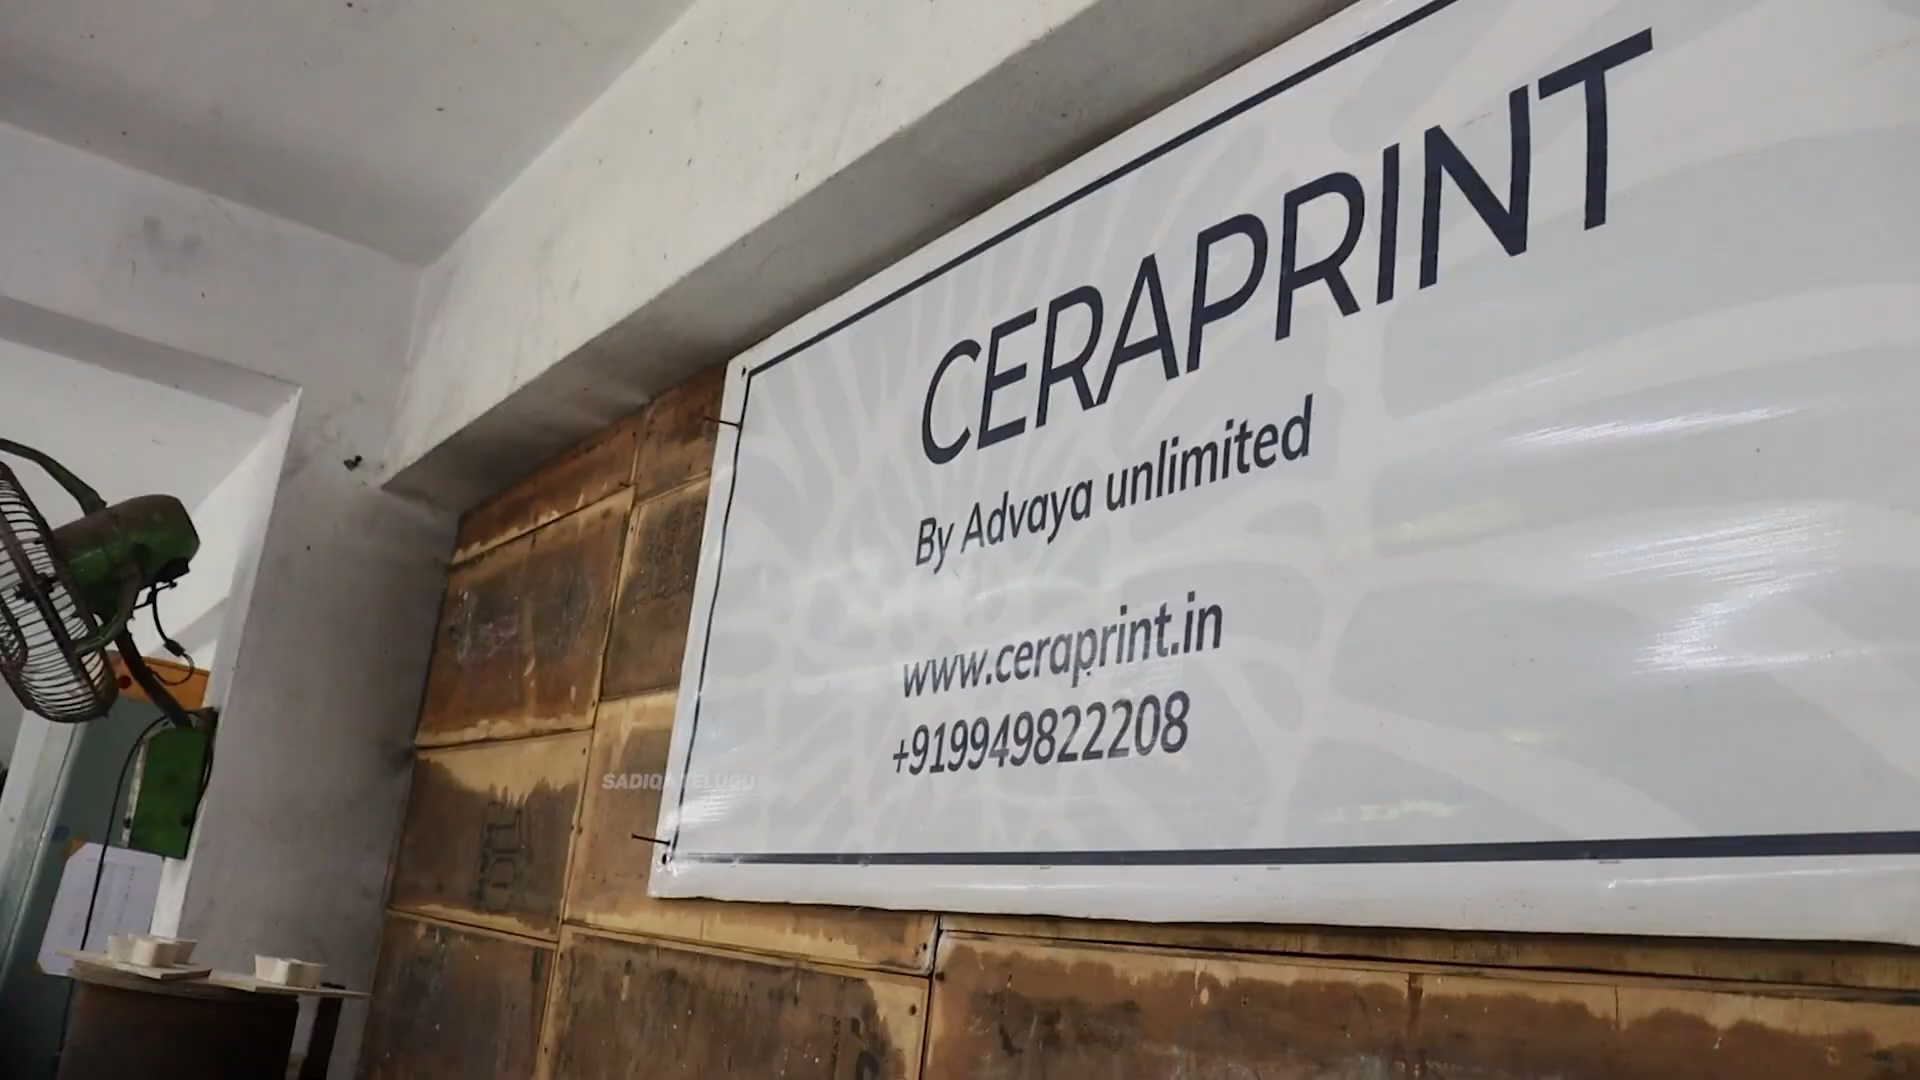 CERAPRINT
By Advaya unlimited
www.ceraprint.in
+919949822208
SADIQA TELUGU